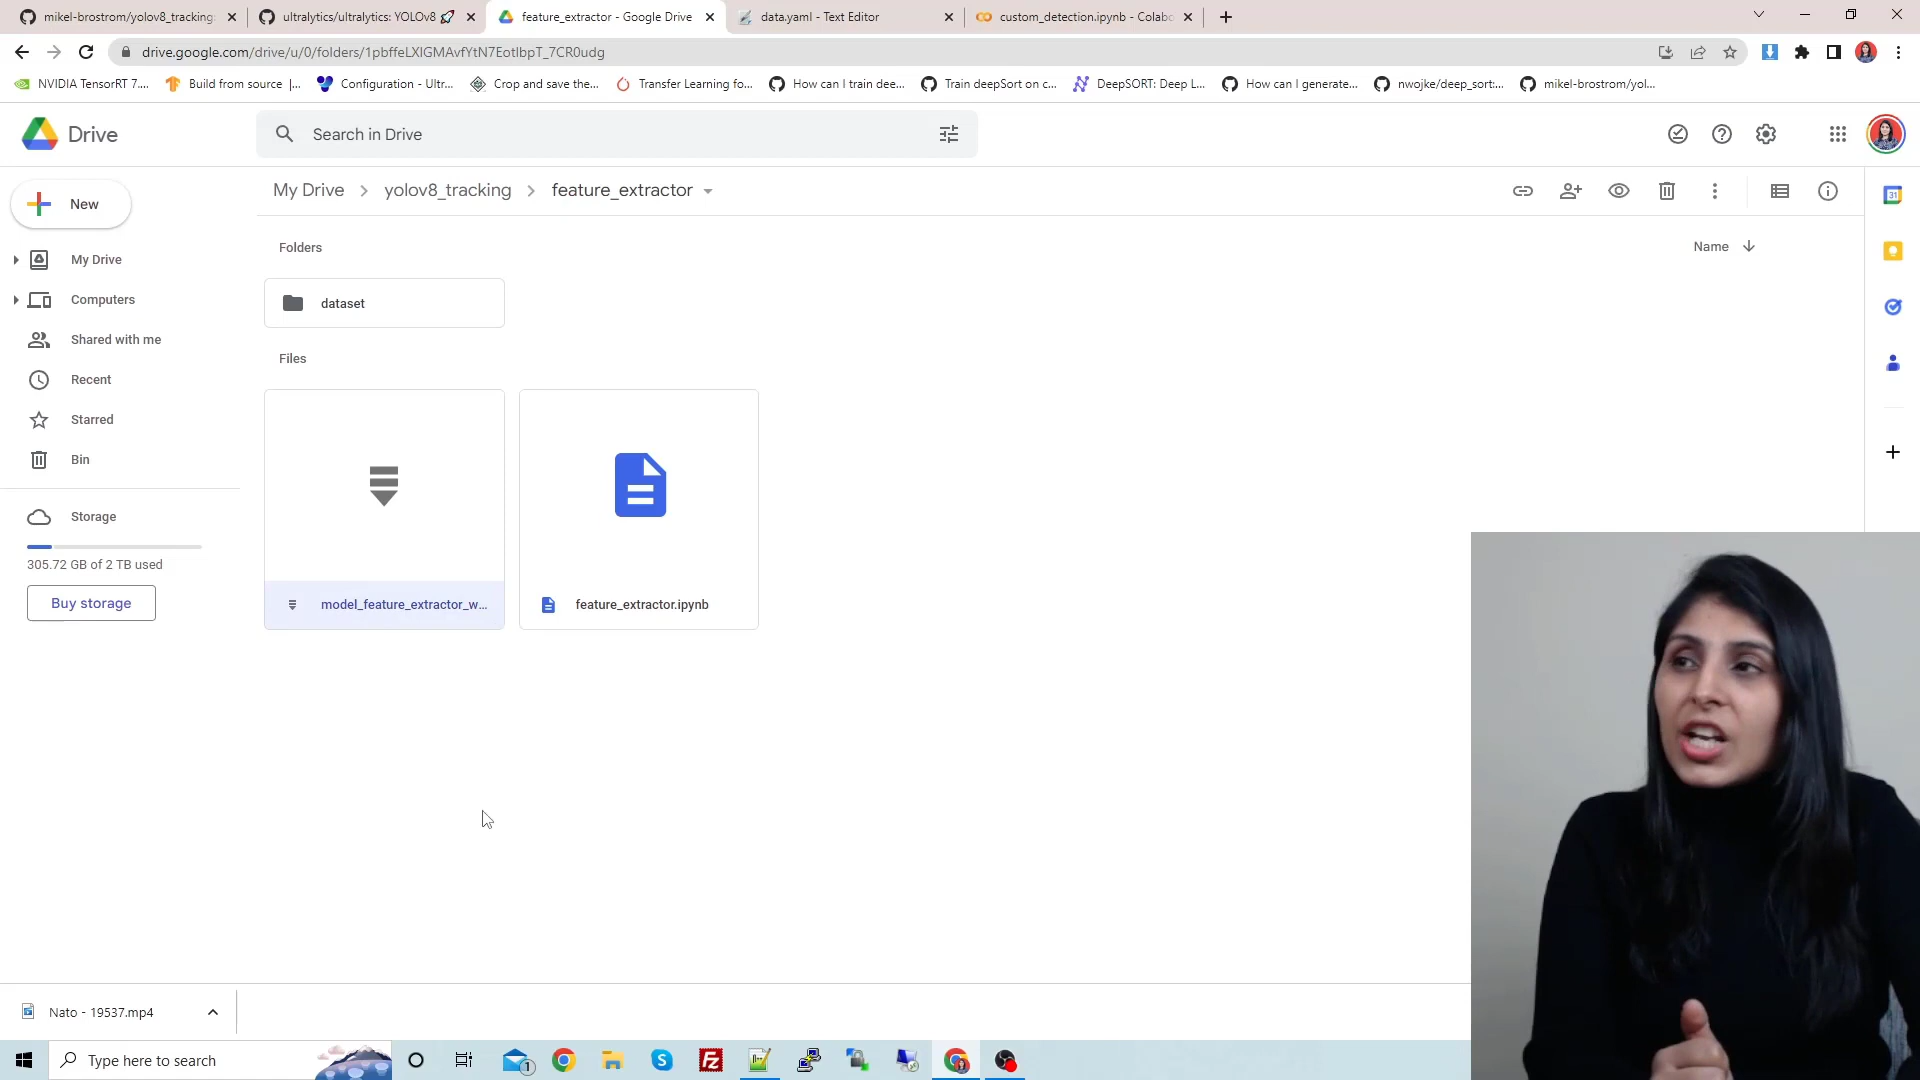 mikel-brostrom/yolov8_tracking:
ultralytics/ultralytics: YOLOv8 🚀
feature_extractor - Google Drive
data.yaml - Text Editor
custom_detection.ipynb - Colabo
drive.google.com/drive/u/0/folders/1pbffeLXIGMAvfYtN7EotIbpT_7CR0udg
NVIDIA TensorRT 7....
Build from source |...
Configuration - Ultr...
Crop and save the...
Transfer Learning fo...
How can I train dee...
Train deepSort on c...
DeepSORT: Deep L...
How can I generate...
nwojke/deep_sort:...
mikel-brostrom/yol...
Drive
Search in Drive
New
My Drive
yolov8_tracking
feature_extractor
31
Folders
Name
My Drive
Computers
dataset
Shared with me
Files
Recent
Starred
Bin
Storage
305.72 GB of 2 TB used
Buy storage
model_feature_extractor_w...
feature_extractor.ipynb
Nato - 19537.mp4
Type here to search
1